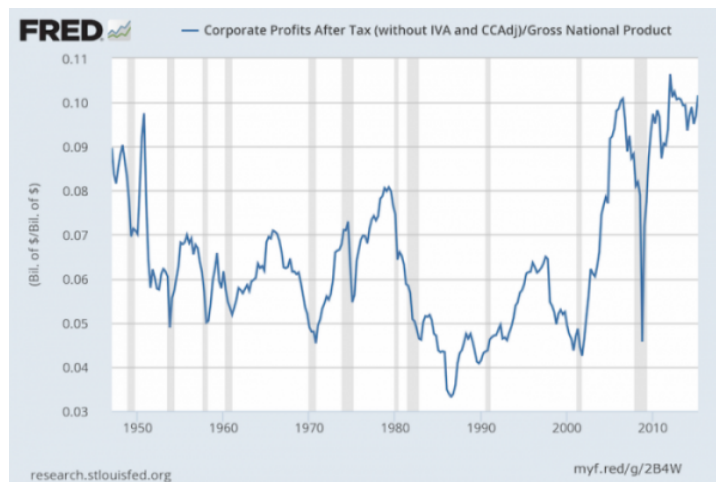 FRED
Corporate Profits After Tax (without IVA and CCAdj)/Gross National Product
0.11
0.10
0.09
0.08
0.07
0.06
0.05
0.04
0.03
(Bil. of $/Bil. of $)
1950 1960 1970 1980 1990 2000 2010
research.stlouisfed.org
myf.red/g/2B4W